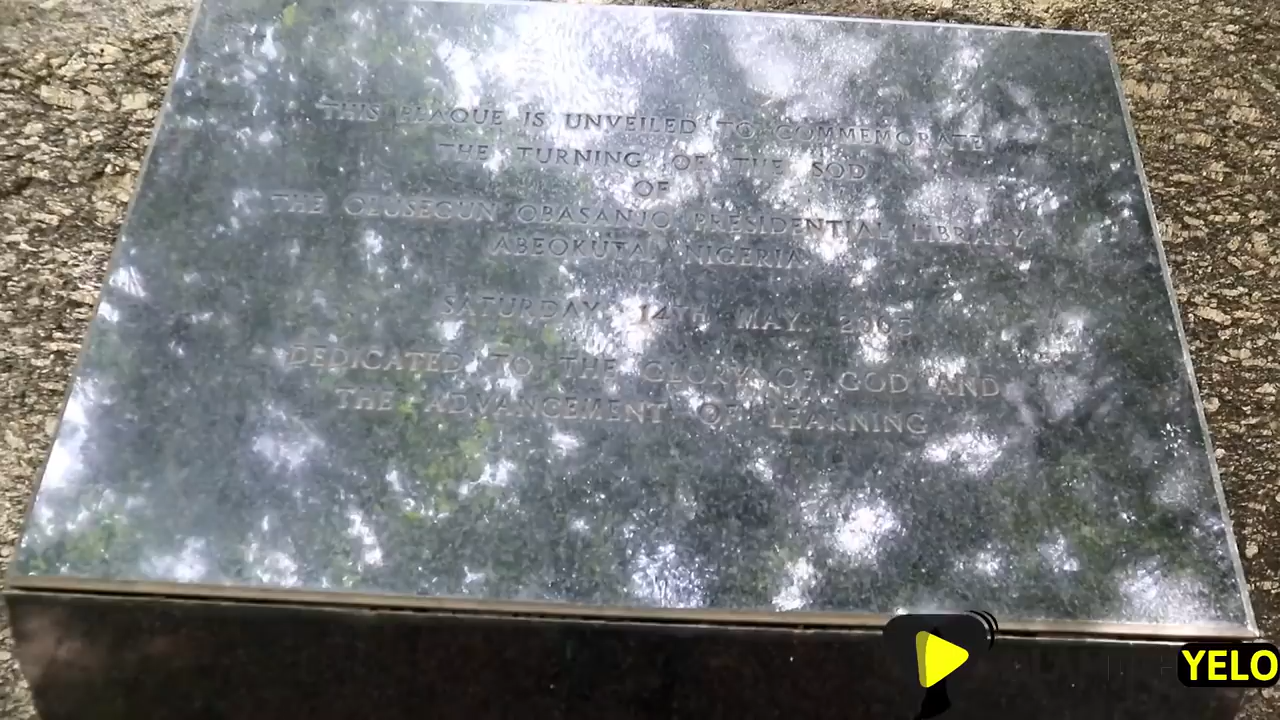 THIS PLAQUE IS UNVEILED TO COMMEMORATE
THE TURNING OF THE SOD
OF
THE OLUSEGUN OBASANJO PRESIDENTIAL LIBRARY
ABEOKUTA, NIGERIA
SATURDAY 14TH MAY, 2005
DEDICATED TO THE GLORY OF GOD AND
THE ADVANCEMENT OF LEARNING
YELO